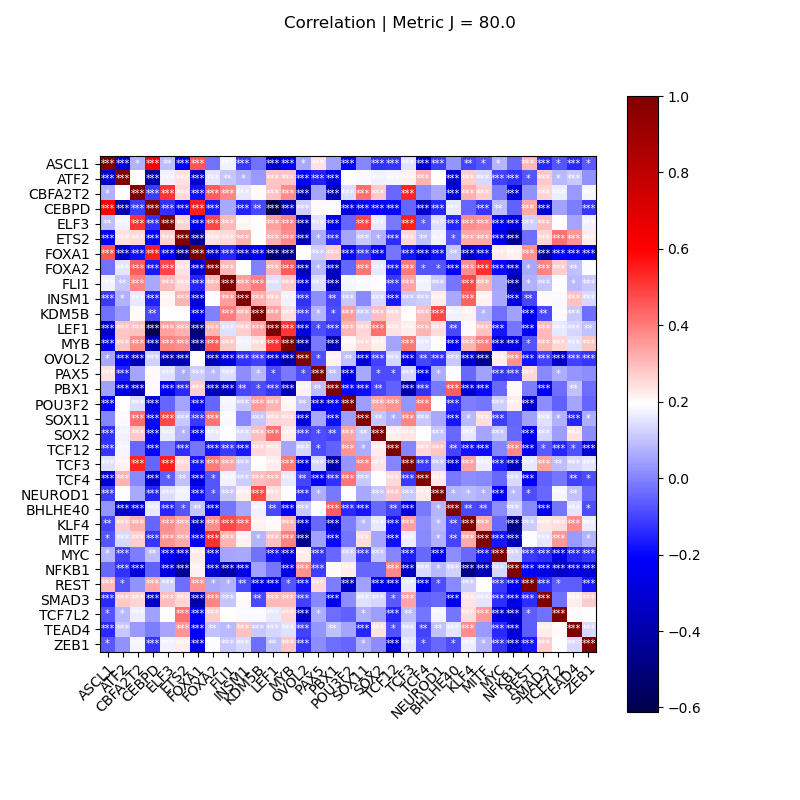 Correlation | Metric J = 80.0
ASCL1
ATF2
CBFA2T2
CEBPD
ELF3
ETS2
FOXA1
FOXA2
FLI1
INSM1
KDM5B
LEF1
MYB
OVOL2
PAX5
PBX1
POU3F2
SOX11
SOX2
TCF12
TCF3
TCF4
NEUROD1
BHLHE40
KLF4
MITF
MYC
NFKB1
REST
SMAD3
TCF7L2
TEAD4
ZEB1
ASCL1
ATF2
CBFA2T2
CEBPD
ELF3
ETS2
FOXA1
FOXA2
FLI1
INSM1
KDM5B
LEF1
MYB
OVOL2
PAX5
PBX1
POU3F2
SOX11
SOX2
TCF12
TCF3
TCF4
NEUROD1
BHLHE40
KLF4
MITF
MYC
NFKB1
REST
SMAD3
TCF7L2
TEAD4
ZEB1
1.0
0.8
0.6
0.4
0.2
0.0
−0.2
−0.4
−0.6